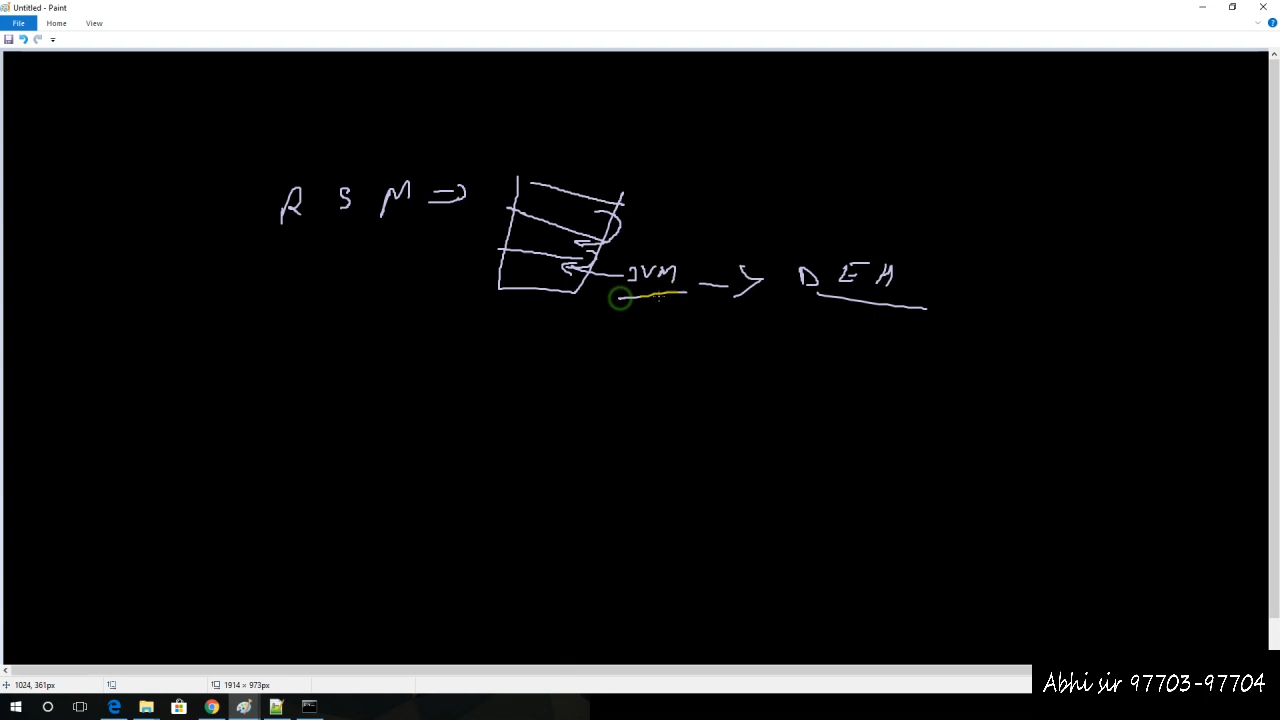 Untitled - Paint
File Home View
R S M ⇒
JVM → D E H
1024, 361px 1914 × 973px
Abhi sir 97703-97704